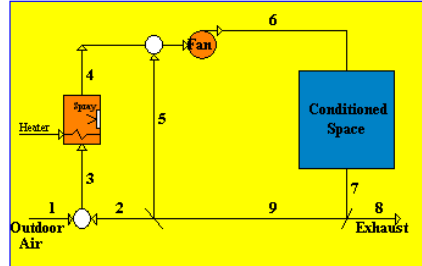 6
Fan
4
Spray
Conditioned
Space
Heater
5
3
7
1
2
9
8
Outdoor
Air
Exhaust